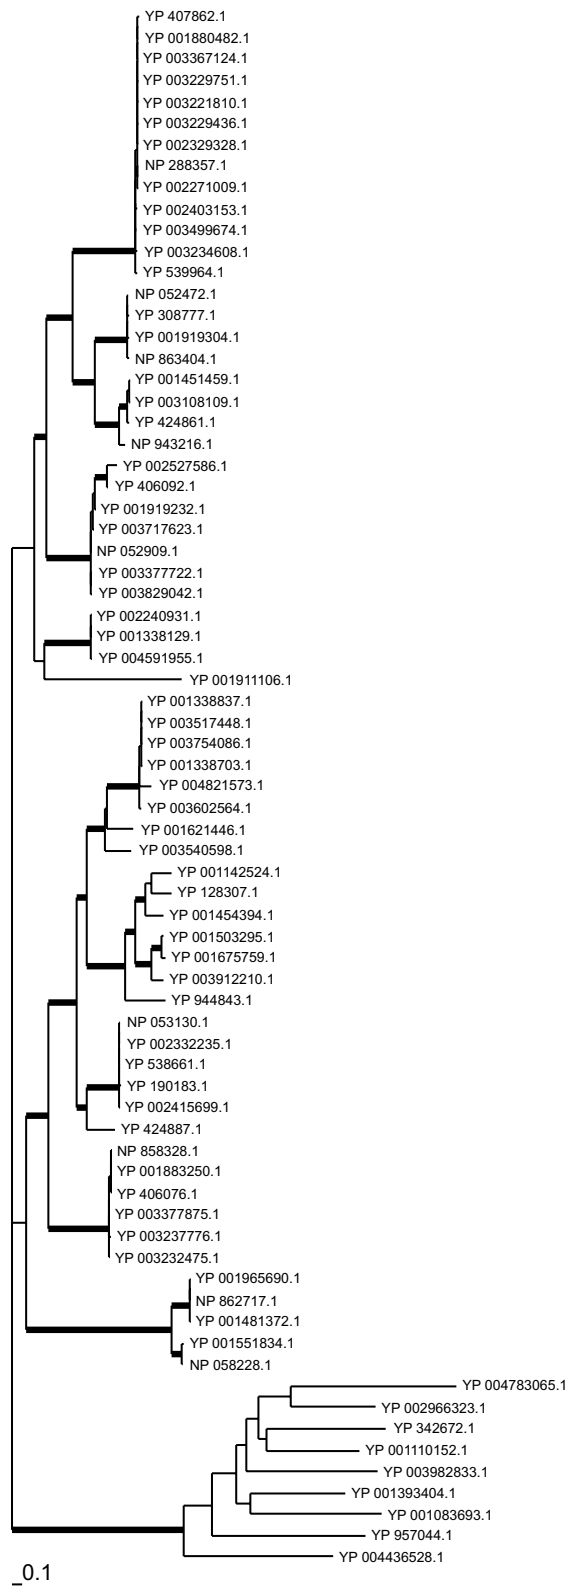 YP 407862.1
YP 001880482.1
YP 003367124.1
YP 003229751.1
YP 003221810.1
YP 003229436.1
YP 002329328.1
NP 288357.1
YP 002271009.1
YP 002403153.1
YP 003499674.1
YP 003234608.1
YP 539964.1
NP 052472.1
YP 308777.1
YP 001919304.1
NP 863404.1
YP 001451459.1
YP 003108109.1
YP 424861.1
NP 943216.1
YP 002527586.1
YP 406092.1
YP 001919232.1
YP 003717623.1
NP 052909.1
YP 003377722.1
YP 003829042.1
YP 002240931.1
YP 001338129.1
YP 004591955.1
YP 001911106.1
YP 001338837.1
YP 003517448.1
YP 003754086.1
YP 001338703.1
YP 004821573.1
YP 003602564.1
YP 001621446.1
YP 003540598.1
YP 001142524.1
YP 128307.1
YP 001454394.1
YP 001503295.1
YP 001675759.1
YP 003912210.1
YP 944843.1
NP 053130.1
YP 002332235.1
YP 538661.1
YP 190183.1
YP 002415699.1
YP 424887.1
NP 858328.1
YP 001883250.1
YP 406076.1
YP 003377875.1
YP 003237776.1
YP 003232475.1
YP 001965690.1
NP 862717.1
YP 001481372.1
YP 001551834.1
NP 058228.1
YP 004783065.1
YP 002966323.1
YP 342672.1
YP 001110152.1
YP 003982833.1
YP 001393404.1
YP 001083693.1
YP 957044.1
YP 004436528.1
0.1